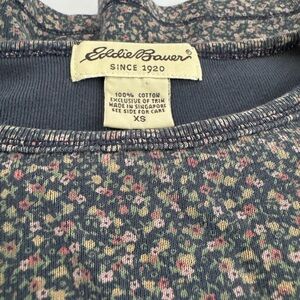 Eddie Bauer
SINCE 1920
100% COTTON
EXCLUSIVE OF TRIM
MADE IN SINGAPORE
SEE SIDE FOR CARE
XS